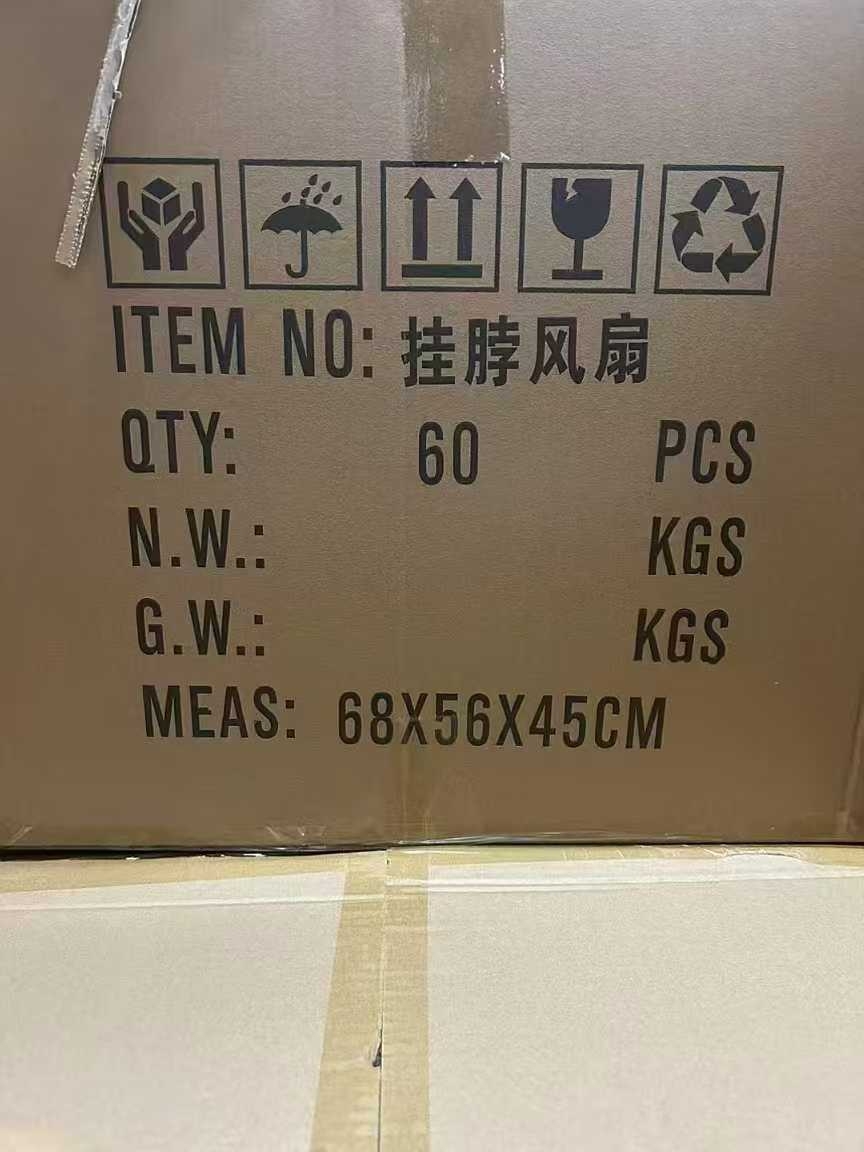 ITEM NO: 挂脖风扇
QTY: 60 PCS
N.W.: KGS
G.W.: KGS
MEAS: 68X56X45CM